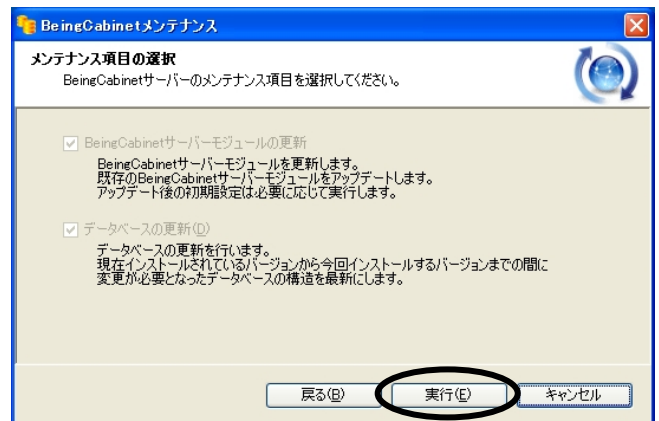 BeingCabinetメンテナンス
メンテナンス項目の選択
BeingCabinetサーバーのメンテナンス項目を選択してください。
BeingCabinetサーバーモジュールの更新
BeingCabinetサーバーモジュールを更新します。
既存のBeingCabinetサーバーモジュールをアップデートします。
アップデート後の初期設定は必要に応じて実行します。
データベースの更新(D)
データベースの更新を行います。
現在インストールされているバージョンから今回インストールするバージョンまでの間に
変更が必要となったデータベースの構造を最新にします。
戻る(B) 実行(E) キャンセル